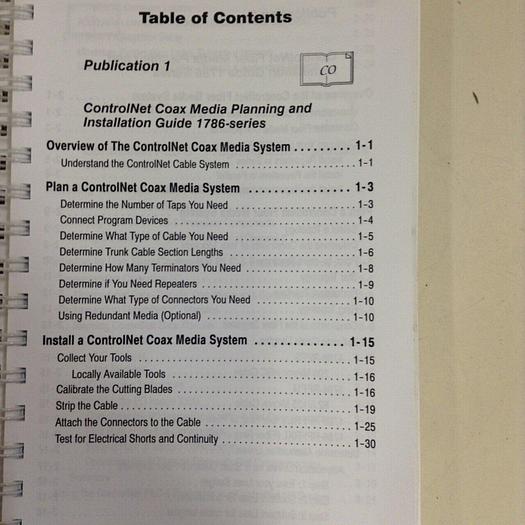 Table of Contents
Publication 1
CO
ControlNet Coax Media Planning and
Installation Guide 1786-series
Overview of The ControlNet Coax Media System ......... 1-1
Understand the ControlNet Cable System ..................... 1-1
Plan a ControlNet Coax Media System ................ 1-3
Determine the Number of Taps You Need ..................... 1-3
Connect Program Devices ................................ 1-4
Determine What Type of Cable You Need ..................... 1-5
Determine Trunk Cable Section Lengths ...................... 1-6
Determine How Many Terminators You Need ................... 1-8
Determine if You Need Repeaters ........................... 1-9
Determine What Type of Connectors You Need ................. 1-10
Using Redundant Media (Optional) .......................... 1-10
Install a ControlNet Coax Media System .............. 1-15
Collect Your Tools ...................................... 1-15
Locally Available Tools ................................ 1-16
Calibrate the Cutting Blades ............................... 1-16
Strip the Cable ......................................... 1-19
Attach the Connectors to the Cable .......................... 1-25
Test for Electrical Shorts and Continuity ........................ 1-30